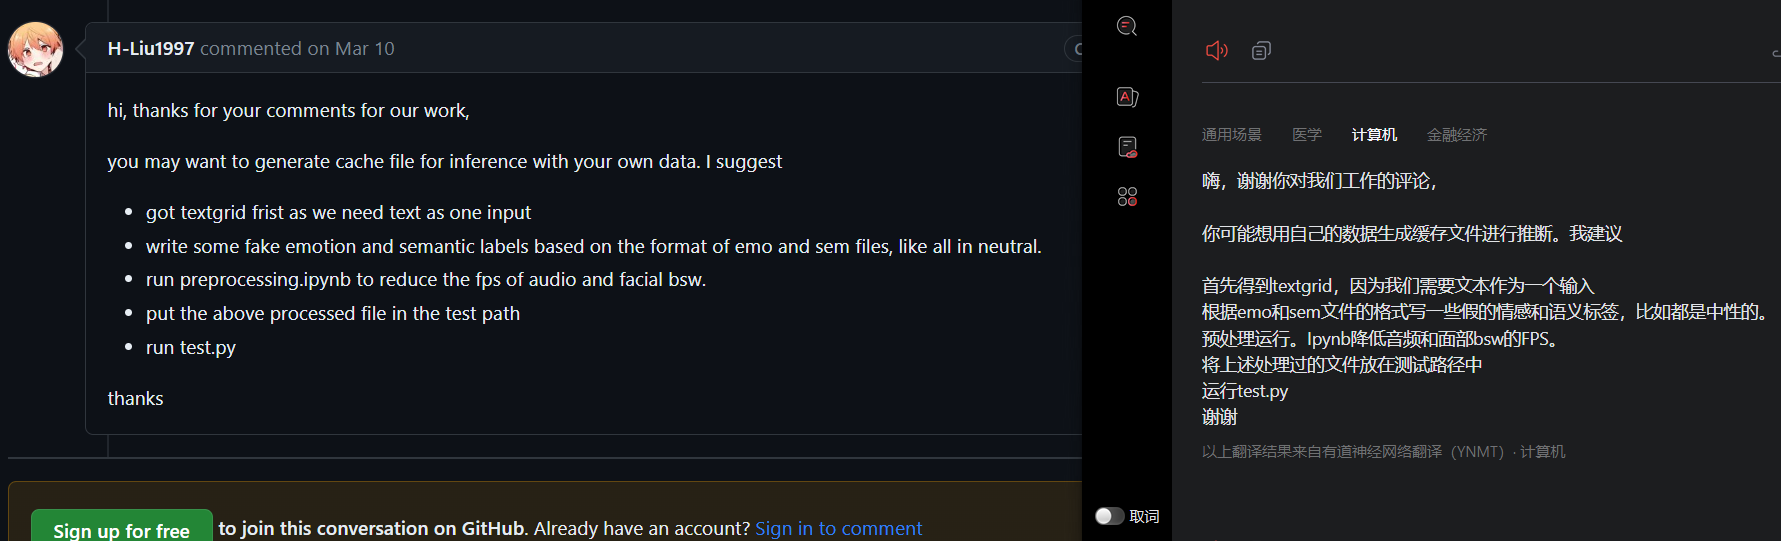 H-Liu1997 commented on Mar 10
hi, thanks for your comments for our work,
you may want to generate cache file for inference with your own data. I suggest
got textgrid frist as we need text as one input
write some fake emotion and semantic labels based on the format of emo and sem files, like all in neutral.
run preprocessing.ipynb to reduce the fps of audio and facial bsw.
put the above processed file in the test path
run test.py
thanks
Sign up for free to join this conversation on GitHub. Already have an account? Sign in to comment
A
取词
通用场景 医学 计算机 金融经济
嗨，谢谢你对我们工作的评论，
你可能想用自己的数据生成缓存文件进行推断。我建议
首先得到textgrid，因为我们需要文本作为一个输入
根据emo和sem文件的格式写一些假的情感和语义标签，比如都是中性的。
预处理运行。Ipynb降低音频和面部bsw的FPS。
将上述处理过的文件放在测试路径中
运行test.py
谢谢
以上翻译结果来自有道神经网络翻译（YNMT）· 计算机